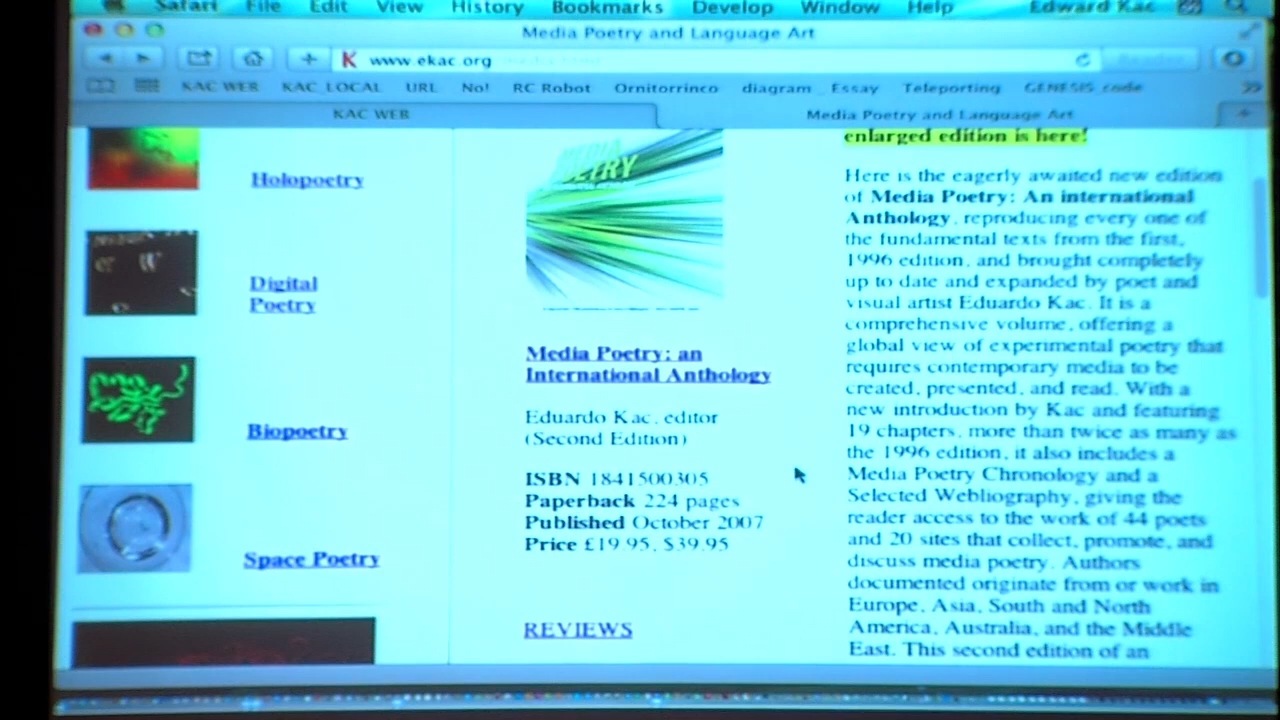 Safari File Edit View History Bookmarks Develop Window Help Edward Kac
Media Poetry and Language Art
www.ekac.org
KAC WEB KAC LOCAL URL No! RC Robot Ornitorrinco diagram Essay Teleporting GENESIS code
KAC WEB Media Poetry and Language Art
Holopoetry
Digital
Poetry
Biopoetry
Space Poetry
MEDIA
POETRY
Media Poetry: an
International Anthology
Eduardo Kac, editor
(Second Edition)
ISBN 1841500305
Paperback 224 pages
Published October 2007
Price £19.95, $39.95
REVIEWS
enlarged edition is here!
Here is the eagerly awaited new edition
of Media Poetry: An international
Anthology, reproducing every one of
the fundamental texts from the first,
1996 edition, and brought completely
up to date and expanded by poet and
visual artist Eduardo Kac. It is a
comprehensive volume, offering a
global view of experimental poetry that
requires contemporary media to be
created, presented, and read. With a
new introduction by Kac and featuring
19 chapters, more than twice as many as
the 1996 edition, it also includes a
Media Poetry Chronology and a
Selected Webliography, giving the
reader access to the work of 44 poets
and 20 sites that collect, promote, and
discuss media poetry. Authors
documented originate from or work in
Europe, Asia, South and North
America, Australia, and the Middle
East. This second edition of an